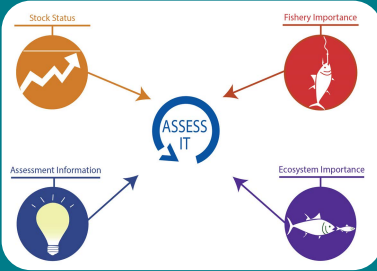 Stock Status
Fishery Importance
ASSESS
IT
Assessment Information
Ecosystem Importance